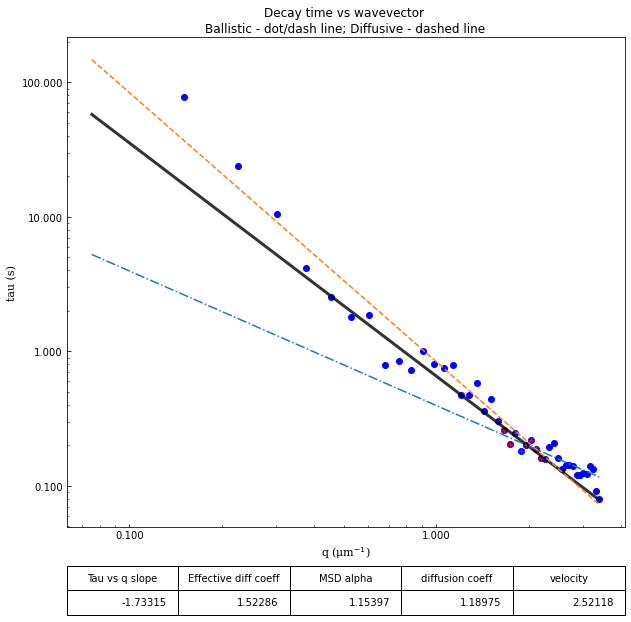 Decay time vs wavevector
Ballistic - dot/dash line; Diffusive - dashed line
100.000
10.000
1.000
0.100
tau (s)
0.100 1.000
q (μm⁻¹)
Tau vs q slope Effective diff coeff MSD alpha diffusion coeff velocity
-1.73315 1.52286 1.15397 1.18975 2.52118